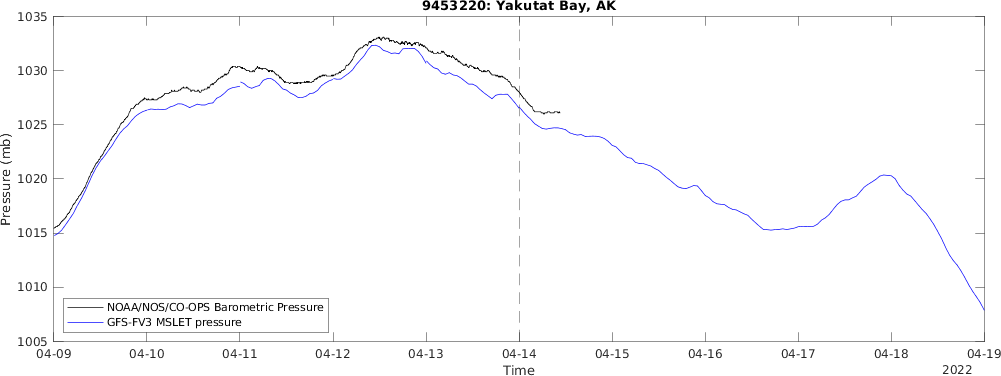 9453220: Yakutat Bay, AK
Pressure (mb)
1035
1030
1025
1020
1015
1010
1005
NOAA/NOS/CO-OPS Barometric Pressure
GFS-FV3 MSLET pressure
04-09 04-10 04-11 04-12 04-13 04-14 04-15 04-16 04-17 04-18 04-19
Time
2022